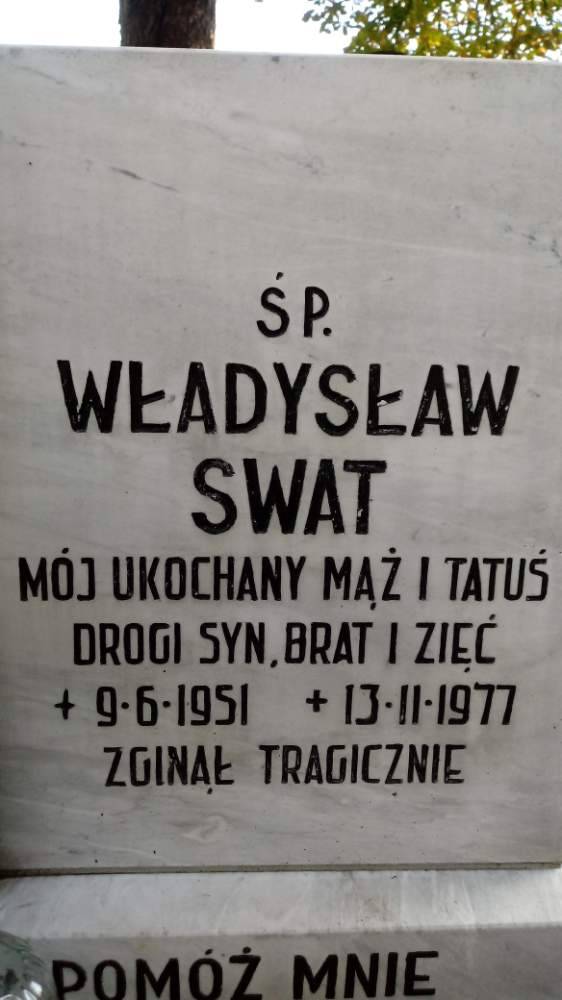 Ś P.
WŁADYSŁAW
SWAT
MÓJ UKOCHANY MĄŻ I TATUŚ
DROGI SYN, BRAT I ZIĘĆ
+ 9·6·1951 + 13·11·1977
ZGINĄŁ TRAGICZNIE
POMÓŻ MNIE